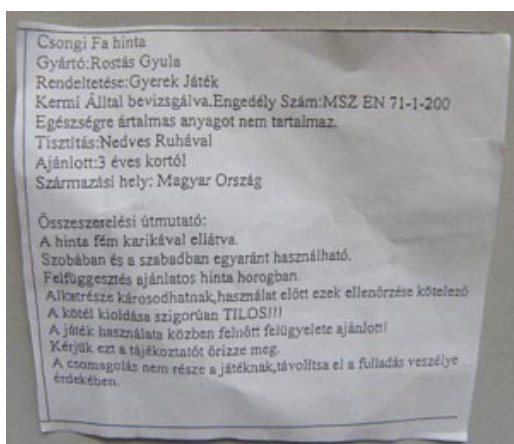 Csongi Fa hinta
Gyártó:Rostás Gyula
Rendeltetése:Gyerek Játék
Kermi Álltal bevizsgálva.Engedély Szám:MSZ EN 71-1-200
Egészségre ártalmas anyagot nem tartalmaz.
Tisztítás:Nedves Ruhával
Ajánlott:3 éves kortól
Származási hely: Magyar Ország
Összeszerelési útmutató:
A hinta fém karikával ellátva.
Szobában és a szabadban egyaránt használható.
Felfüggesztés ajánlatos hinta horogban.
Alkatrésze károsodhatnak,használat előtt ezek ellenőrzése kötelező
A kötél kioldása szigorúan TILOS!!!
A játék használata közben felnőtt felügyelete ajánlott!
Kérjük ezt a tájékoztatót őrizze meg.
A csomagolás nem része a játéknak,távolítsa el a fulladás veszélye
érdekében.